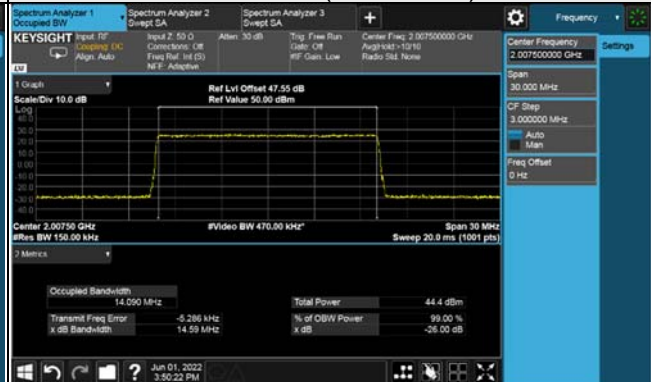 Spectrum Analyzer 1
Occupied BW
Spectrum Analyzer 2
Swept SA
Spectrum Analyzer 3
Swept SA
+
Frequency
KEYSIGHT
Input: RF
Coupling: DC
Align: Auto
Input Z: 50 Ω
Corrections: Off
Freq Ref: Int (S)
NFE: Adaptive
Atten: 30 dB
Trig: Free Run
Gate: Off
#IF Gain: Low
Center Freq: 2.007500000 GHz
Avg|Hold:>10/10
Radio Std: None
LXI
Center Frequency
2.007500000 GHz
Settings
Span
30.000 MHz
CF Step
3.000000 MHz
Auto
Man
Freq Offset
0 Hz
1 Graph
Scale/Div 10.0 dB
Ref Lvl Offset 47.55 dB
Ref Value 50.00 dBm
Log
40.0
30.0
20.0
10.0
0.00
-10.0
-20.0
-30.0
-40.0
Center 2.00750 GHz
#Res BW 150.00 kHz
#Video BW 470.00 kHz*
Span 30 MHz
Sweep 20.0 ms (1001 pts)
2 Metrics
Occupied Bandwidth
14.090 MHz
Total Power 44.4 dBm
Transmit Freq Error -5.286 kHz
% of OBW Power 99.00 %
x dB Bandwidth 14.59 MHz
x dB -26.00 dB
?
Jun 01, 2022
3:50:22 PM